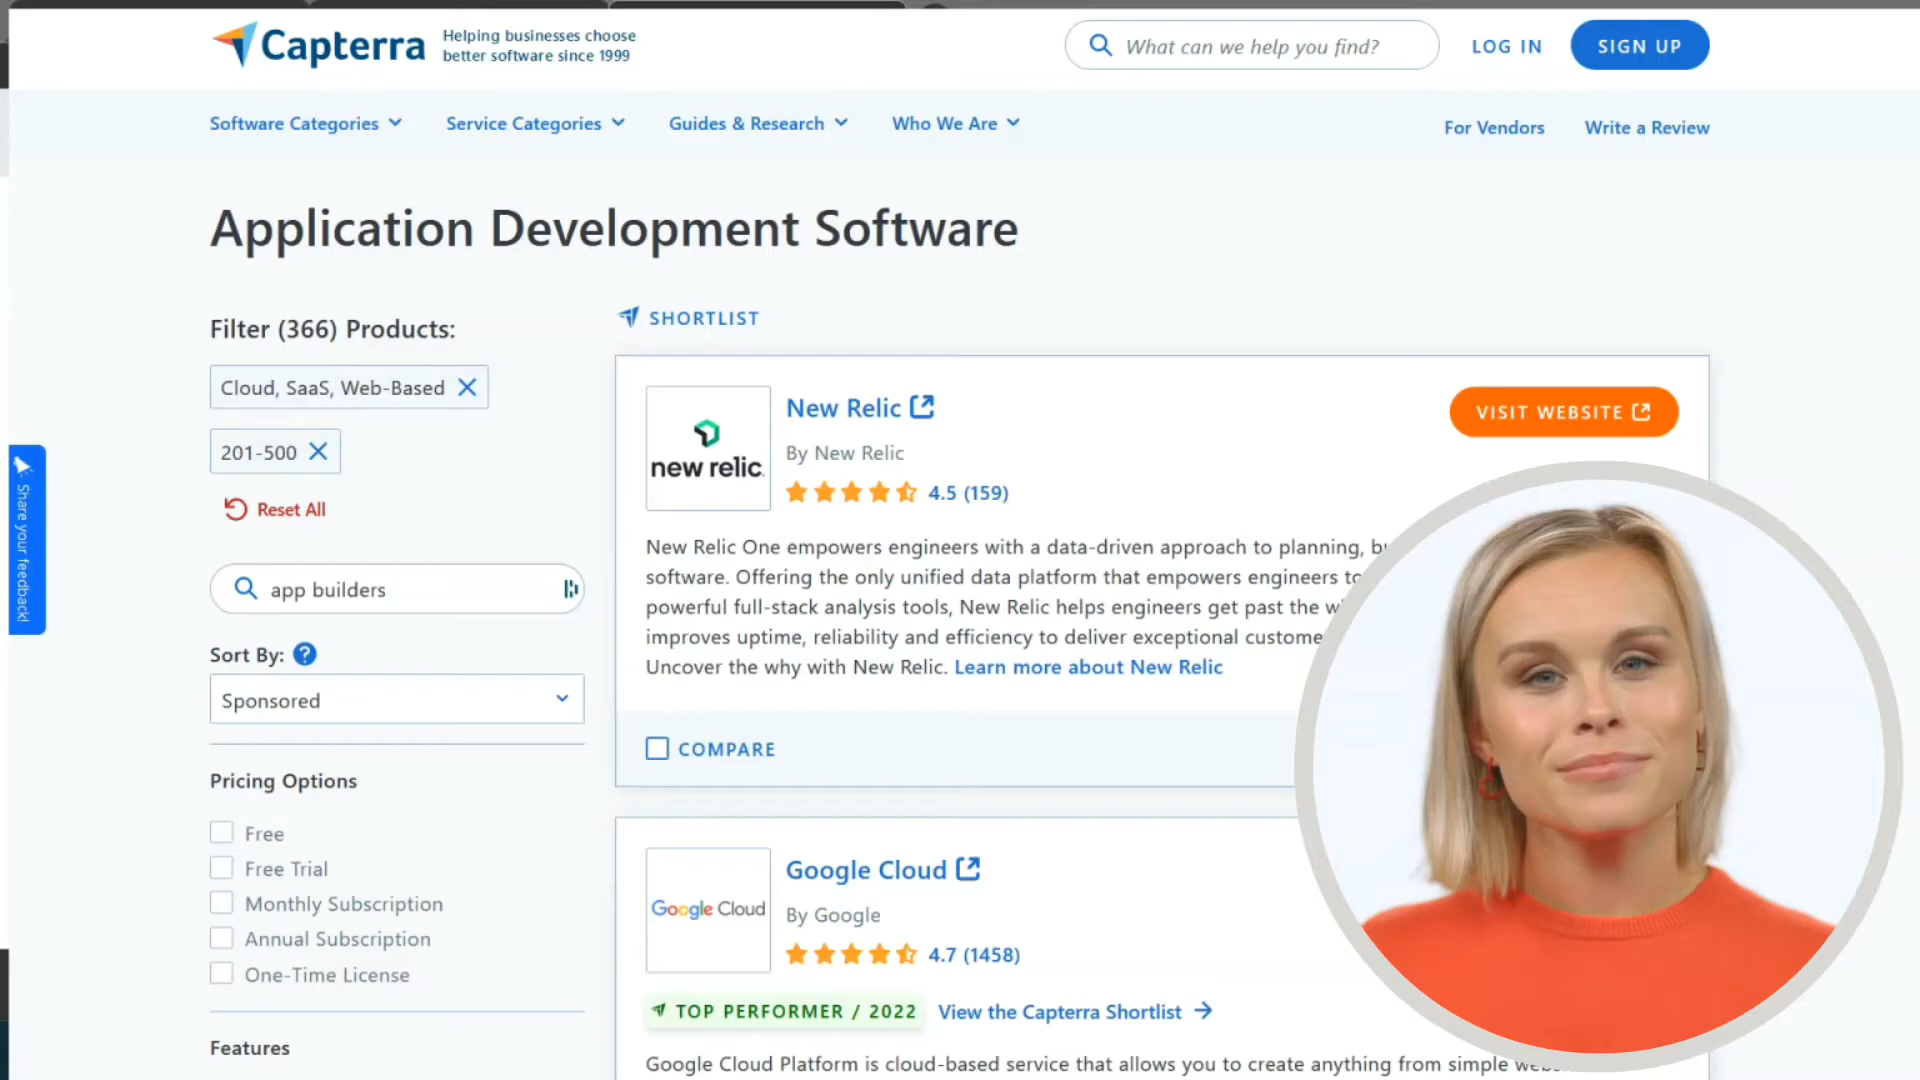 Capterra
Helping businesses choose
better software since 1999
What can we help you find?
LOG IN
SIGN UP
Software Categories
Service Categories
Guides & Research
Who We Are
For Vendors
Write a Review
Application Development Software
Filter (366) Products:
Cloud, SaaS, Web-Based
201-500
Reset All
app builders
Sort By: ?
Sponsored
Pricing Options
Free
Free Trial
Monthly Subscription
Annual Subscription
One-Time License
Features
Share your feedback!
SHORTLIST
new relic.
New Relic
By New Relic
4.5 (159)
VISIT WEBSITE
New Relic One empowers engineers with a data-driven approach to planning,
software. Offering the only unified data platform that empowers engineers to
powerful full-stack analysis tools, New Relic helps engineers get past the
improves uptime, reliability and efficiency to deliver exceptional
Uncover the why with New Relic. Learn more about New Relic
COMPARE
Google Cloud
Google Cloud
By Google
4.7 (1458)
TOP PERFORMER / 2022
View the Capterra Shortlist
Google Cloud Platform is cloud-based service that allows you to create anything from simple